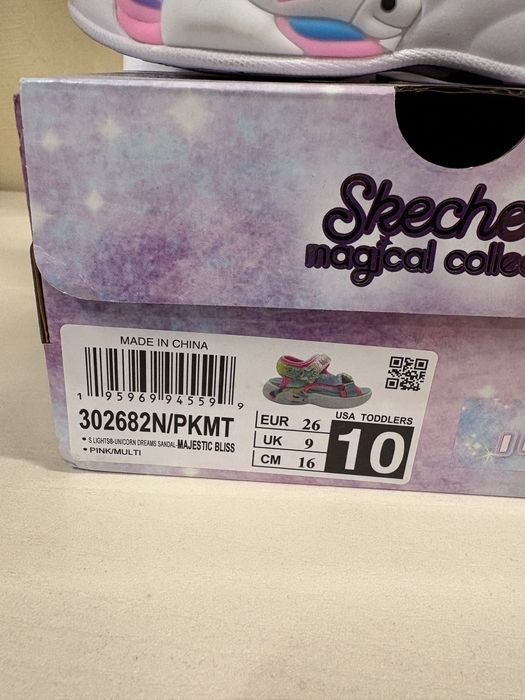 Skeche
magical collec
MADE IN CHINA
1 95969 94559 9
302682N/PKMT
• S LIGHTS®-UNICORN DREAMS SANDAL-MAJESTIC BLISS
• PINK/MULTI
EUR 26
UK 9
CM 16
USA TODDLERS
10